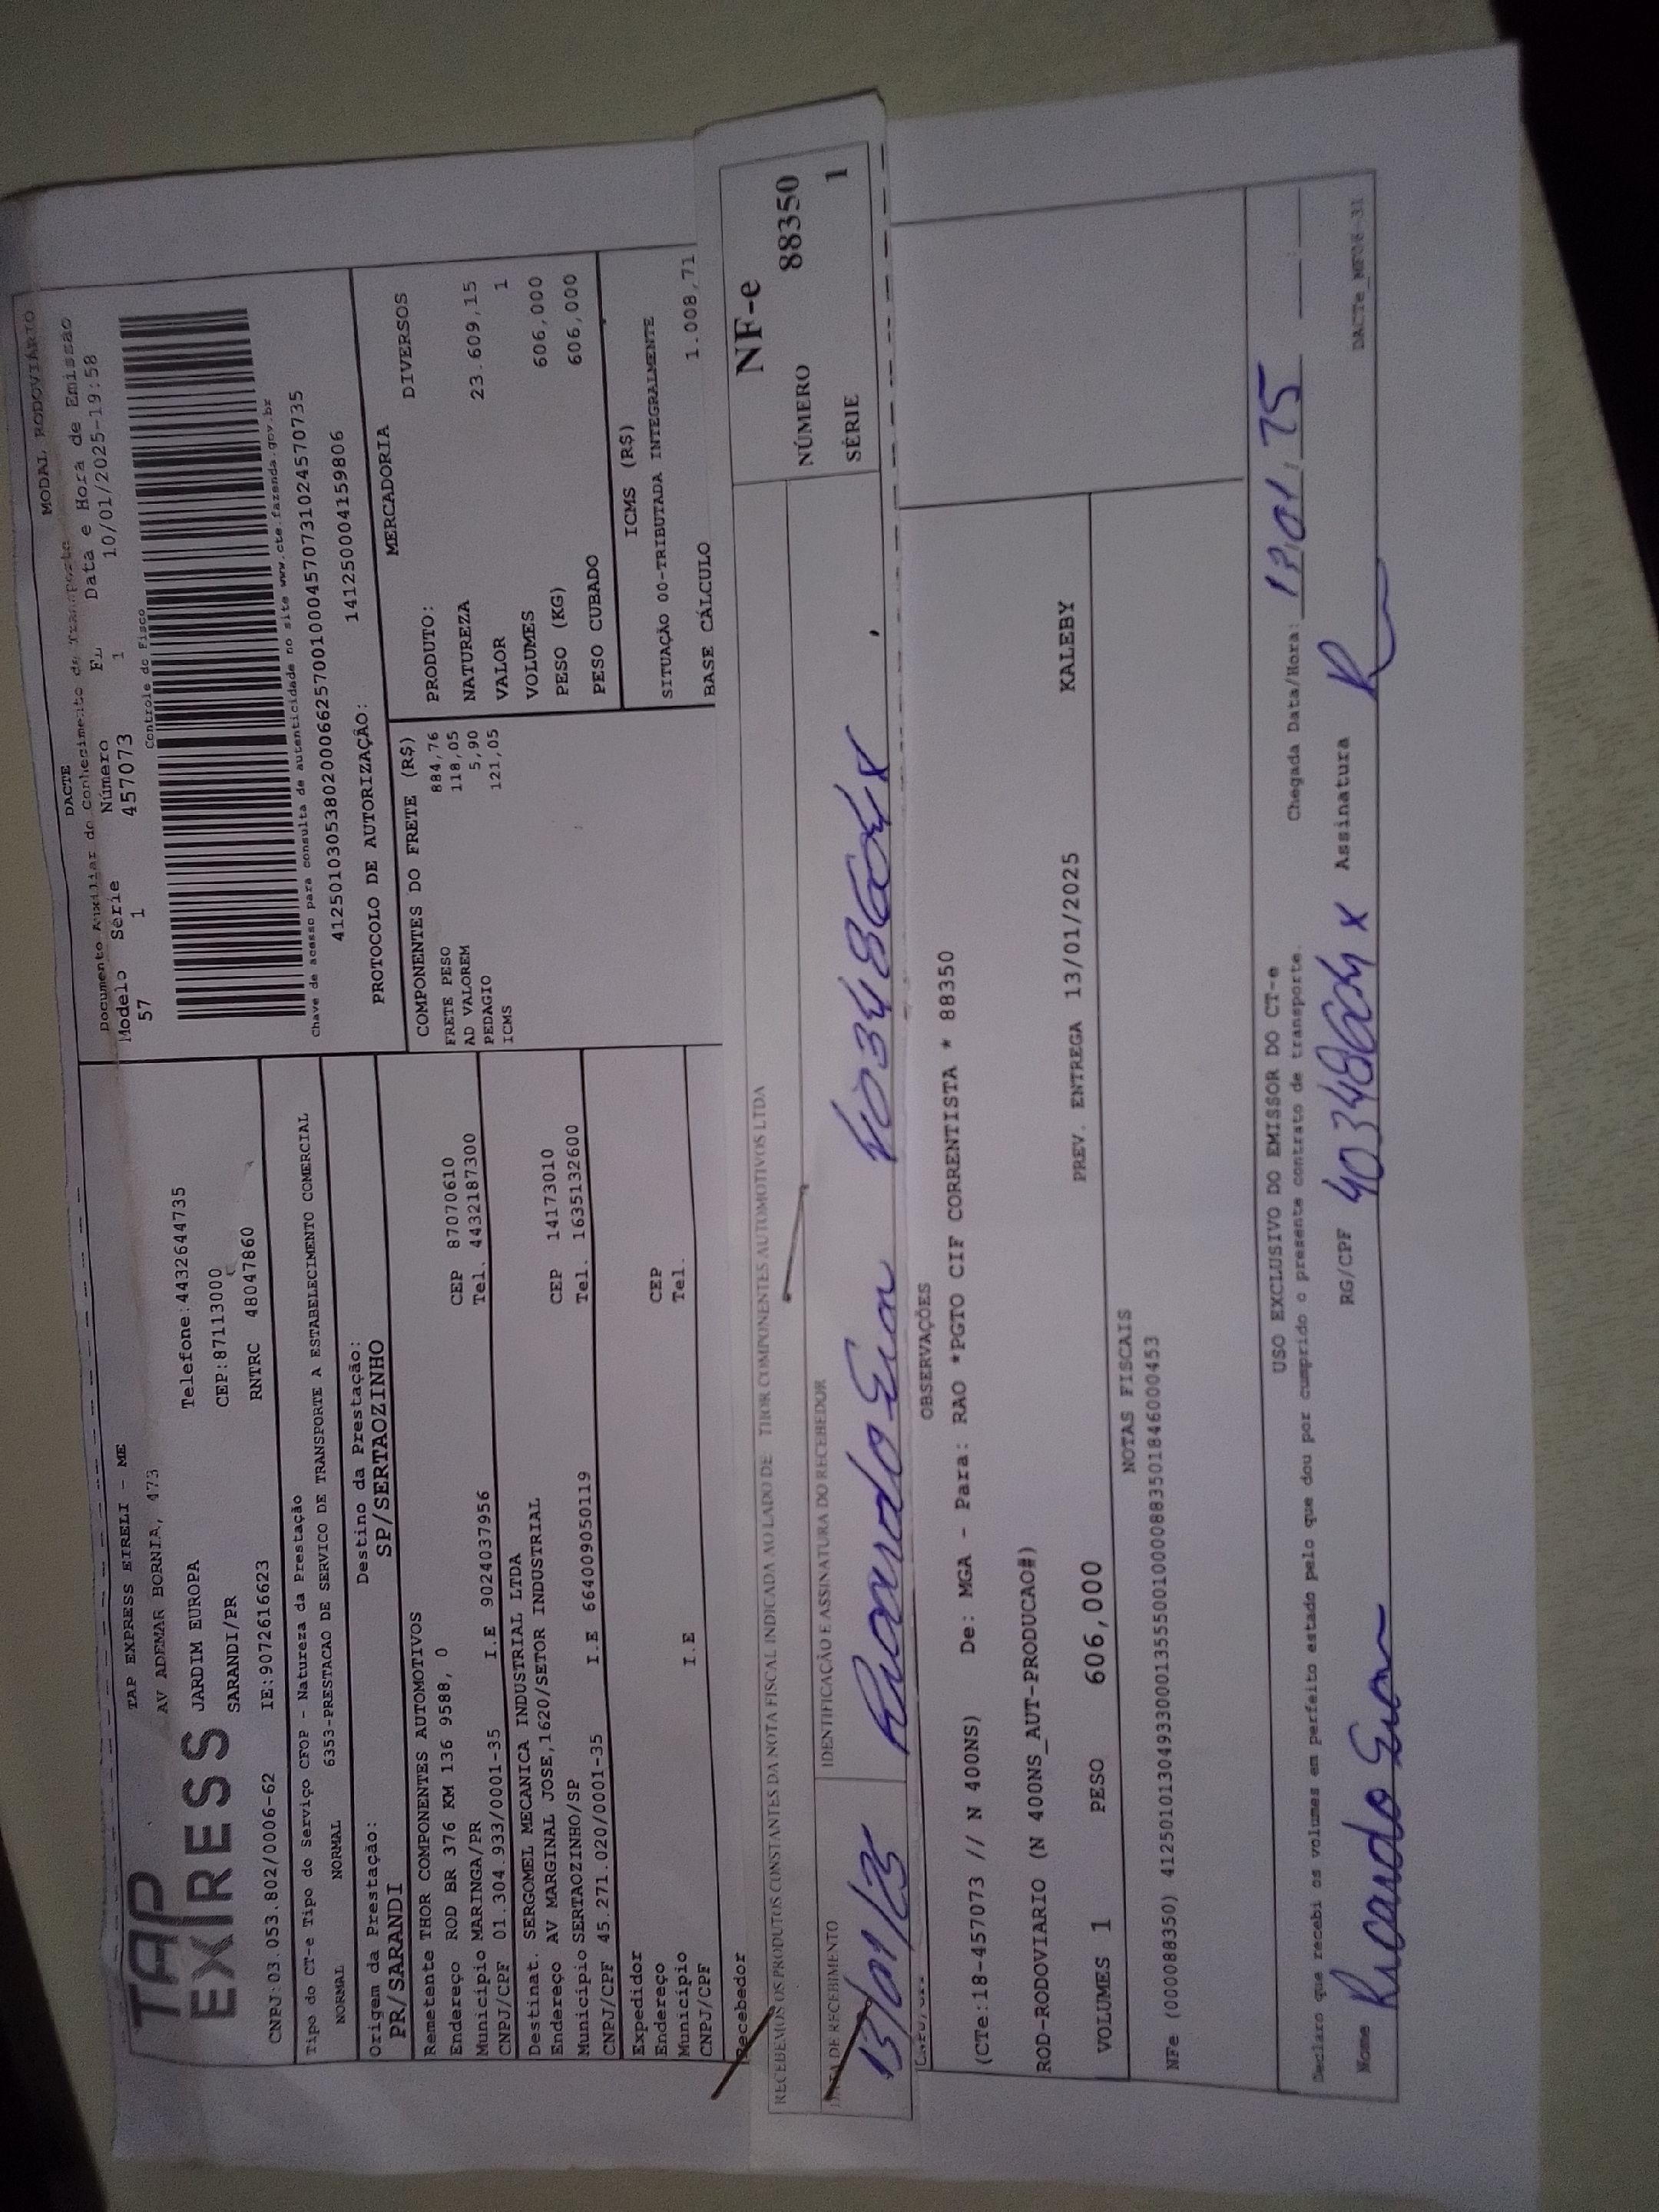 MODAL RODOVIÁRIO
DACTE
Documento Auxiliar do Conhecimento de Transporte
Modelo Série Número FL Data e Hora de Emissão
57 1 457073 1 10/01/2025-19:58
Controle do Fisco
TAP
EXPRESS
TAP EXPRESS EIRELI - ME
AV ADEMAR BORNIA, 473
JARDIM EUROPA Telefone:4432644735
SARANDI/PR CEP:87113000
CNPJ:03.053.802/0006-62 IE:9072616623 RNTRC 48047860
Chave de acesso para consulta de autenticidade no site www.cte.fazenda.gov.br
41250103053802000662570010004570731024570735
PROTOCOLO DE AUTORIZAÇÃO: 141250004159806
Tipo do CT-e Tipo do Serviço CFOP - Natureza da Prestação
NORMAL NORMAL 6353-PRESTACAO DE SERVICO DE TRANSPORTE A ESTABELECIMENTO COMERCIAL
Origem da Prestação: Destino da Prestação:
PR/SARANDI SP/SERTAOZINHO
Remetente THOR COMPONENTES AUTOMOTIVOS
Endereço ROD BR 376 KM 136 9588, 0 CEP 87070610
Município MARINGA/PR Tel. 4432187300
CNPJ/CPF 01.304.933/0001-35 I.E 9024037956
Destinat. SERGOMEL MECANICA INDUSTRIAL LTDA
Endereço AV MARGINAL JOSE,1620/SETOR INDUSTRIAL CEP 14173010
Município SERTAOZINHO/SP Tel. 1635132600
CNPJ/CPF 45.271.020/0001-35 I.E 664009050119
Expedidor
Endereço CEP
Município Tel.
CNPJ/CPF I.E
Recebedor
COMPONENTES DO FRETE (R$)
FRETE PESO 884,76
AD VALOREM 118,05
PEDAGIO 5,90
ICMS 121,05
MERCADORIA
PRODUTO: DIVERSOS
NATUREZA
VALOR 23.609,15
VOLUMES 1
PESO (KG) 606,000
PESO CUBADO 606,000
ICMS (R$)
SITUAÇÃO 00-TRIBUTADA INTEGRALMENTE
BASE CÁLCULO 1.008,71
RECEBEMOS OS PRODUTOS CONSTANTES DA NOTA FISCAL INDICADA AO LADO DE THOR COMPONENTES AUTOMOTIVOS LTDA
NF-e
NÚMERO 88350
SÉRIE 1
DATA DE RECEBIMENTO IDENTIFICAÇÃO E ASSINATURA DO RECEBEDOR
13/01/25 Ricardo 40348604 x
OBSERVAÇÕES
(CTe:18-457073 // N 400NS) De: MGA - Para: RAO *PGTO CIF CORRENTISTA * 88350
ROD-RODOVIARIO (N 400NS_AUT-PRODUCAO#)
VOLUMES 1 PESO 606,000 PREV. ENTREGA 13/01/2025 KALEBY
NOTAS FISCAIS
NFe (000088350) 41250101304933000135550010000883501846000453
USO EXCLUSIVO DO EMISSOR DO CT-e
Declaro que recebi os volumes em perfeito estado pelo que dou por cumprido o presente contrato de transporte. Chegada Data/Hora: 13/01/25
Nome Ricardo RG/CPF 40348604 x Assinatura R